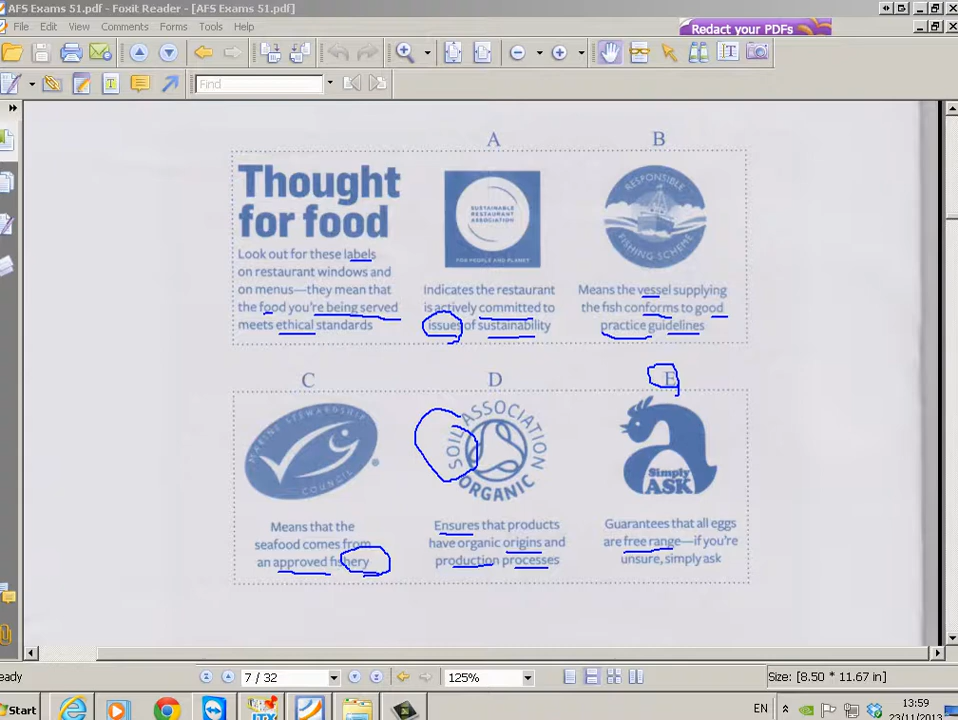 AFS Exams 51.pdf - Foxit Reader - [AFS Exams 51.pdf]
File Edit View Comments Forms Tools Help
Redact your PDFs
Find
A
B
Thought
for food
Look out for these labels
on restaurant windows and
on menus—they mean that
the food you're being served
meets ethical standards
SUSTAINABLE
RESTAURANT
ASSOCIATION
FOR PEOPLE AND PLANET
Indicates the restaurant
is actively committed to
issues of sustainability
RESPONSIBLE
FISHING SCHEME
Means the vessel supplying
the fish conforms to good
practice guidelines
C
D
E
MARINE STEWARDSHIP
COUNCIL
Means that the
seafood comes from
an approved fishery
SOIL ASSOCIATION
ORGANIC
Ensures that products
have organic origins and
production processes
Simply
ASK
Guarantees that all eggs
are free range—if you're
unsure, simply ask
eady
7 / 32
125%
Size: [8.50 * 11.67 in]
Start
EN
13:59
23/11/2013